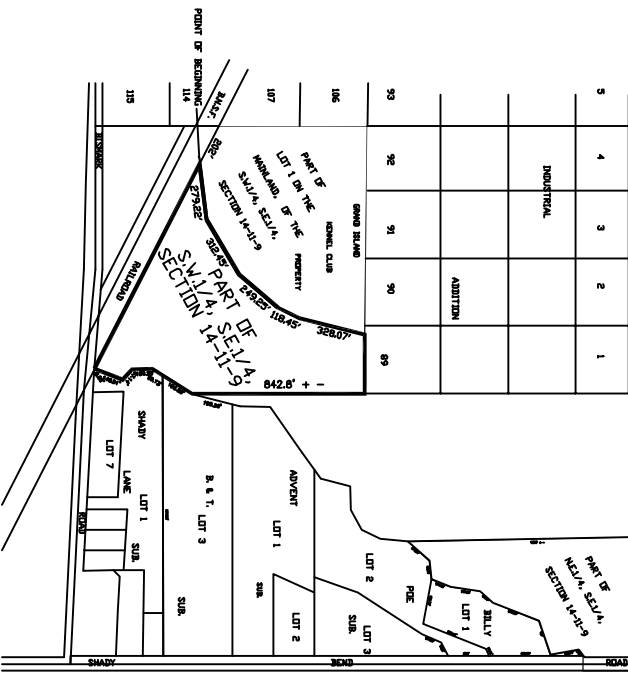 POINT OF BEGINNING
B.N.S.F.
202'
115
114
107
106
93
5
92
4
91
3
90
2
89
1
INDUSTRIAL
ADDITION
GRAND ISLAND
KENNEL CLUB
PROPERTY
PART OF
LOT 1 ON THE
MAINLAND, OF THE
S.W.1/4, S.E.1/4,
SECTION 14-11-9
279.22'
312.45'
249.25'
118.45'
328.07'
842.8' + -
PART OF
S.W.1/4, S.E.1/4,
SECTION 14-11-9
BISMARK
RAILROAD
ROAD
LOT 7
SHADY
LANE
LOT 1
SUB.
B. & T.
LOT 3
SUB.
ADVENT
LOT 1
SUB.
LOT 2
LOT 2
POE
SUB.
LOT 3
BILLY
LOT 1
PART OF
N.E.1/4, S.E.1/4,
SECTION 14-11-9
SHADY
BEND
ROAD